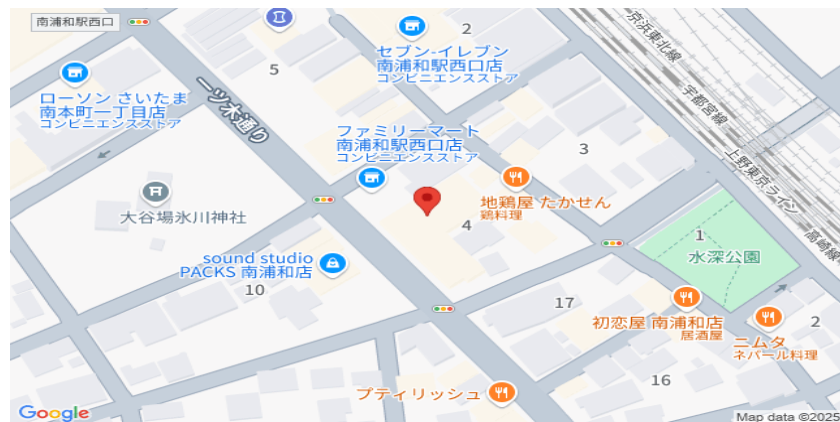 南浦和駅西口
2
セブン-イレブン
南浦和駅西口店
コンビニエンスストア
京浜東北線
宇都宮線
上野東京ライン
高崎線
5
ローソン さいたま
南本町一丁目店
コンビニエンスストア
一ツ木通り
ファミリーマート
南浦和駅西口店
コンビニエンスストア
3
地鶏屋 たかせん
鶏料理
大谷場氷川神社
4
1
水深公園
sound studio
PACKS 南浦和店
10
17
初恋屋 南浦和店
居酒屋
2
ニムタ
ネパール料理
16
プティリッシュ
Google
Map data ©2025